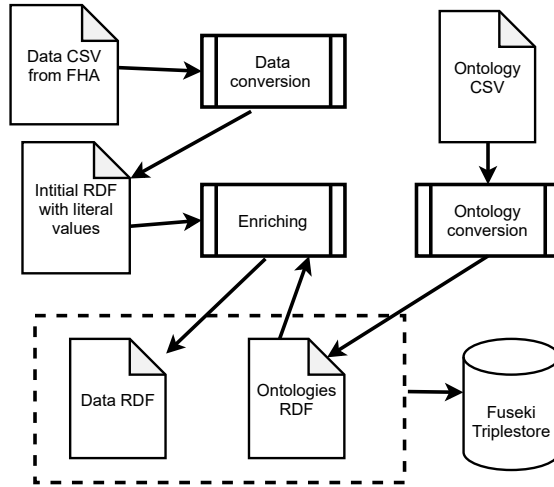 Data CSV
from FHA
Data
conversion
Ontology
CSV
Intitial RDF
with literal
values
Enriching
Ontology
conversion
Data RDF
Ontologies
RDF
Fuseki
Triplestore